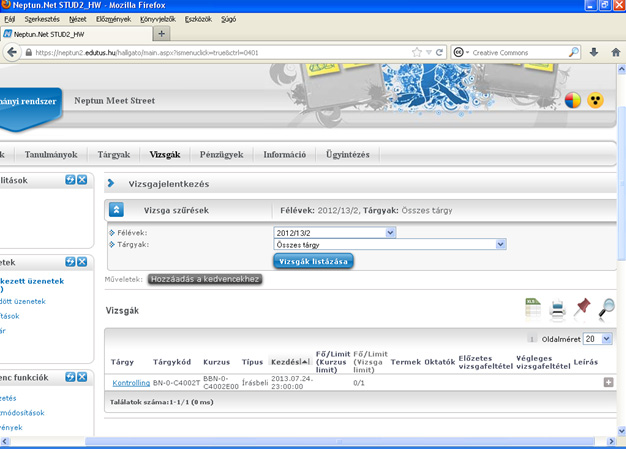 Neptun.Net STUD2_HW - Mozilla Firefox
Fájl Szerkesztés Nézet Előzmények Könyvjelzők Eszközök Súgó
Neptun.Net STUD2_HW
https://neptun2.edutus.hu/hallgato/main.aspx?ismenuclick=true&ctrl=0401
Creative Commons
ányi rendszer
Neptun Meet Street
k Tanulmányok Tárgyak Vizsgák Pénzügyek Információ Ügyintézés
lítások
Vizsgajelentkezés
Vizsga szűrések Félévek: 2012/13/2, Tárgyak: Összes tárgy
Félévek: 2012/13/2
Tárgyak: Összes tárgy
Vizsgák listázása
etek
kezett üzenetek
)
dött üzenetek
ítások
ár
Műveletek: Hozzáadás a kedvencekhez
Vizsgák
XLS
Oldalméret 20
Tárgy Tárgykód Kurzus Típus Kezdés Fő/Limit (Kurzus limit) Fő/Limit (Vizsga limit) Termek Oktatók Előzetes vizsgafeltétel Végleges vizsgafeltétel Leírás
Kontrolling BN-0-C4002T BBN-0-C4002E00 Írásbeli 2013.07.24. 23:00:00 0/1
Találatok száma:1-1/1 (0 ms)
enc funkciók
zetés
módosítások
vények